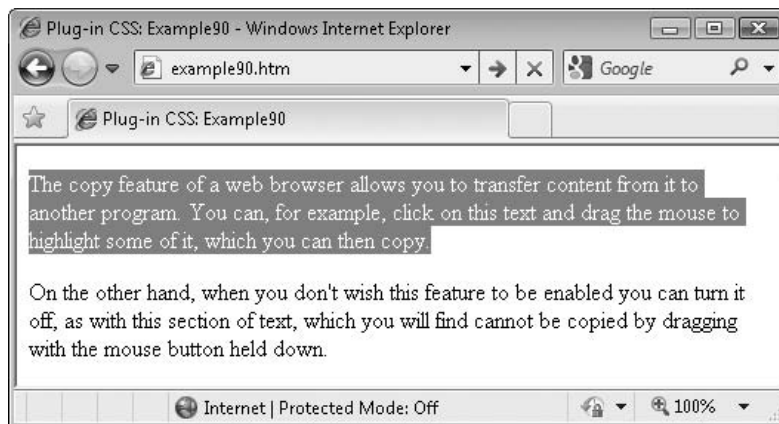 Plug-in CSS: Example90 - Windows Internet Explorer
example90.htm
Google
Plug-in CSS: Example90
The copy feature of a web browser allows you to transfer content from it to
another program. You can, for example, click on this text and drag the mouse to
highlight some of it, which you can then copy.
On the other hand, when you don't wish this feature to be enabled you can turn it
off, as with this section of text, which you will find cannot be copied by dragging
with the mouse button held down.
Internet | Protected Mode: Off
100%